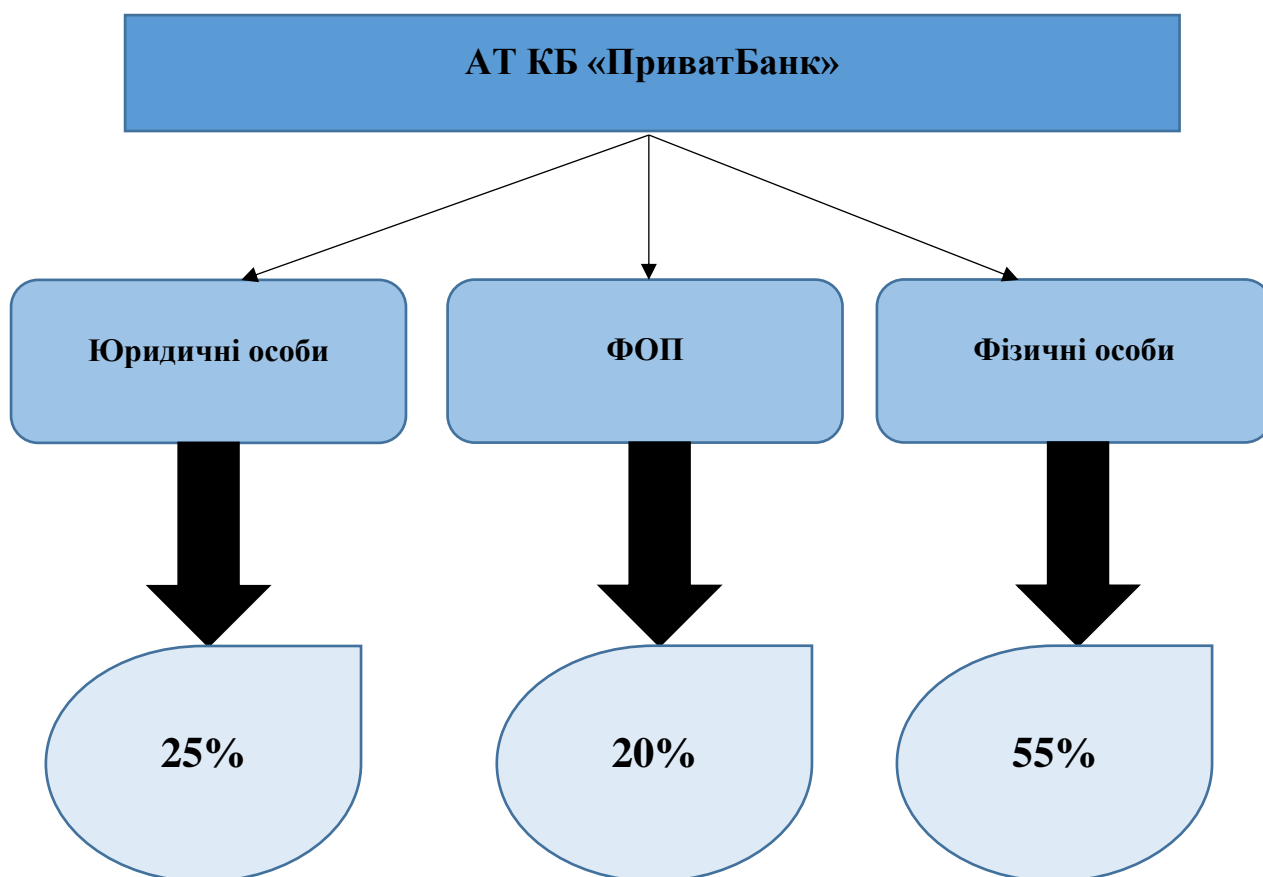 АТ КБ «ПриватБанк»
Юридичні особи
ФОП
Фізичні особи
25%
20%
55%